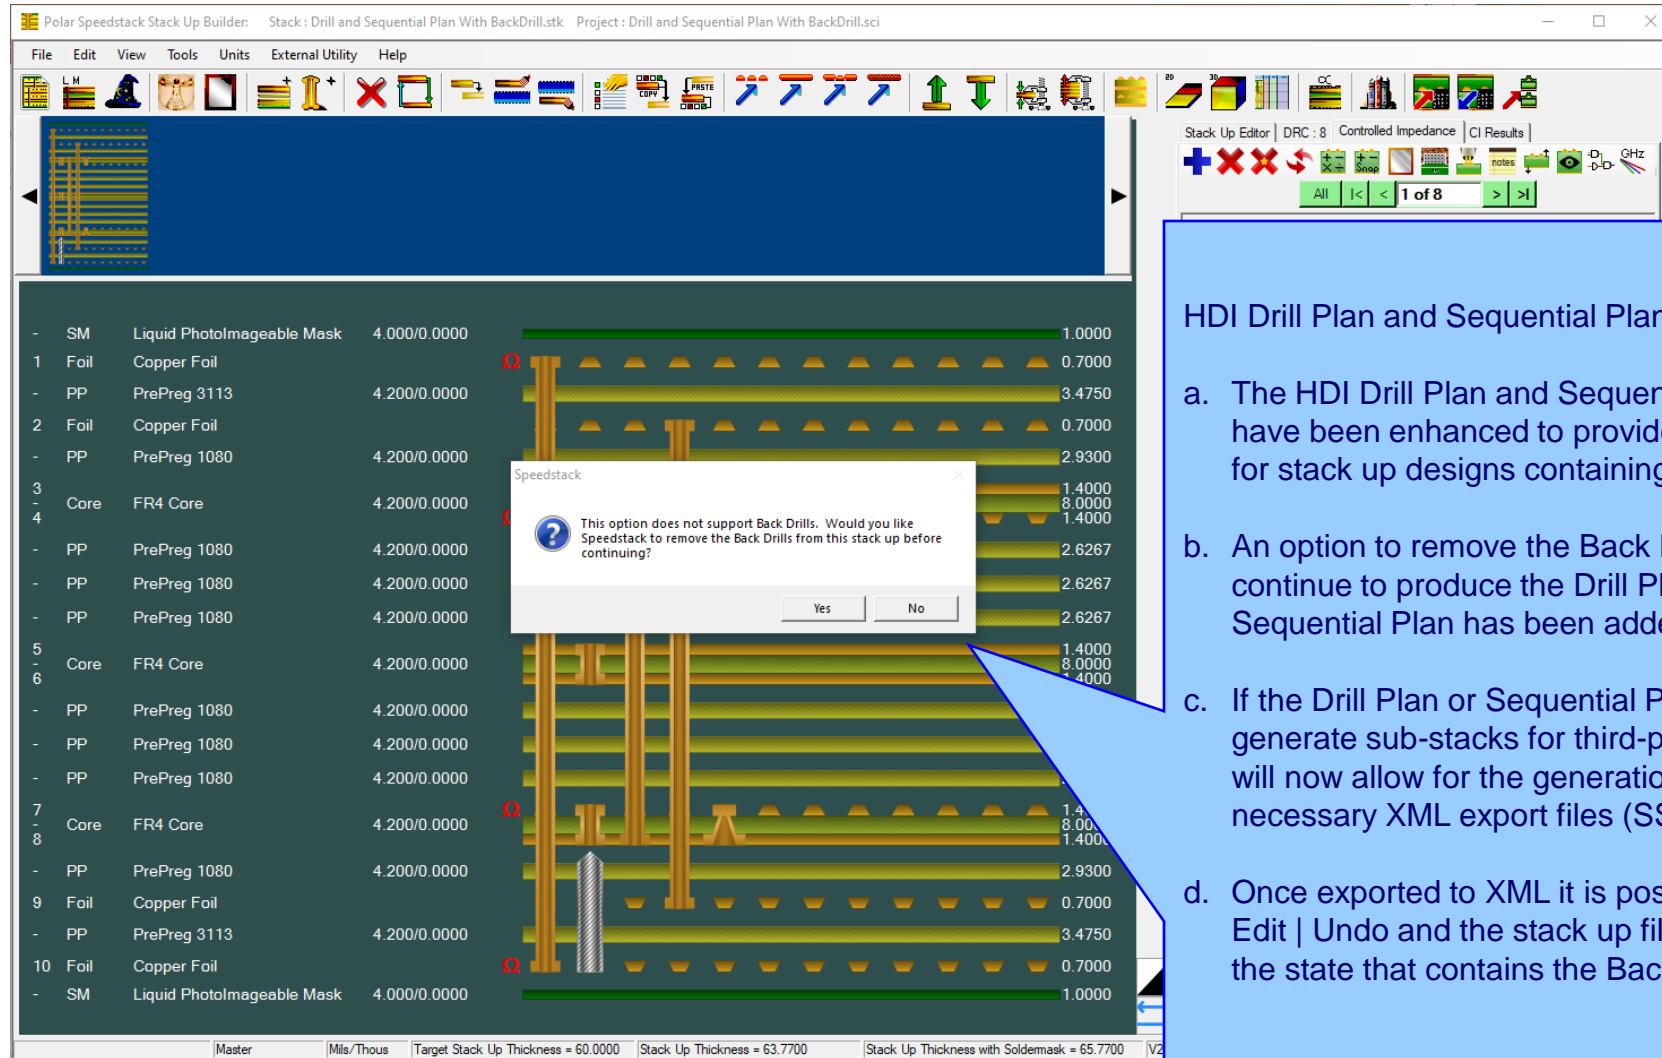 Polar Speedstack Stack Up Builder: Stack : Drill and Sequential Plan With BackDrill.stk Project : Drill and Sequential Plan With BackDrill.sci
File Edit View Tools Units External Utility Help
Stack Up Editor DRC : 8 Controlled Impedance CI Results
All |< < 1 of 8 > >|
- SM Liquid PhotoImageable Mask 4.000/0.0000 1.0000
1 Foil Copper Foil Ω 0.7000
- PP PrePreg 3113 4.200/0.0000 3.4750
2 Foil Copper Foil 0.7000
- PP PrePreg 1080 4.200/0.0000 2.9300
3 1.4000
- Core FR4 Core 4.200/0.0000 8.0000
4 1.4000
- PP PrePreg 1080 4.200/0.0000 2.6267
- PP PrePreg 1080 4.200/0.0000 2.6267
- PP PrePreg 1080 4.200/0.0000 2.6267
5 1.4000
- Core FR4 Core 4.200/0.0000 8.0000
6 1.4000
- PP PrePreg 1080 4.200/0.0000
- PP PrePreg 1080 4.200/0.0000
- PP PrePreg 1080 4.200/0.0000
7 Ω 1.4
- Core FR4 Core 4.200/0.0000 8.00
8 1.400
- PP PrePreg 1080 4.200/0.0000 2.9300
9 Foil Copper Foil 0.7000
- PP PrePreg 3113 4.200/0.0000 3.4750
10 Foil Copper Foil Ω 0.7000
- SM Liquid PhotoImageable Mask 4.000/0.0000 1.0000
Speedstack
This option does not support Back Drills. Would you like
Speedstack to remove the Back Drills from this stack up before
continuing?
Yes No
HDI Drill Plan and Sequential Plan
a. The HDI Drill Plan and Sequen
have been enhanced to provide
for stack up designs containing
b. An option to remove the Back
continue to produce the Drill Pl
Sequential Plan has been adde
c. If the Drill Plan or Sequential P
generate sub-stacks for third-p
will now allow for the generatio
necessary XML export files (SS
d. Once exported to XML it is pos
Edit | Undo and the stack up fil
the state that contains the Bac
Master Mils/Thous Target Stack Up Thickness = 60.0000 Stack Up Thickness = 63.7700 Stack Up Thickness with Soldermask = 65.7700 V2